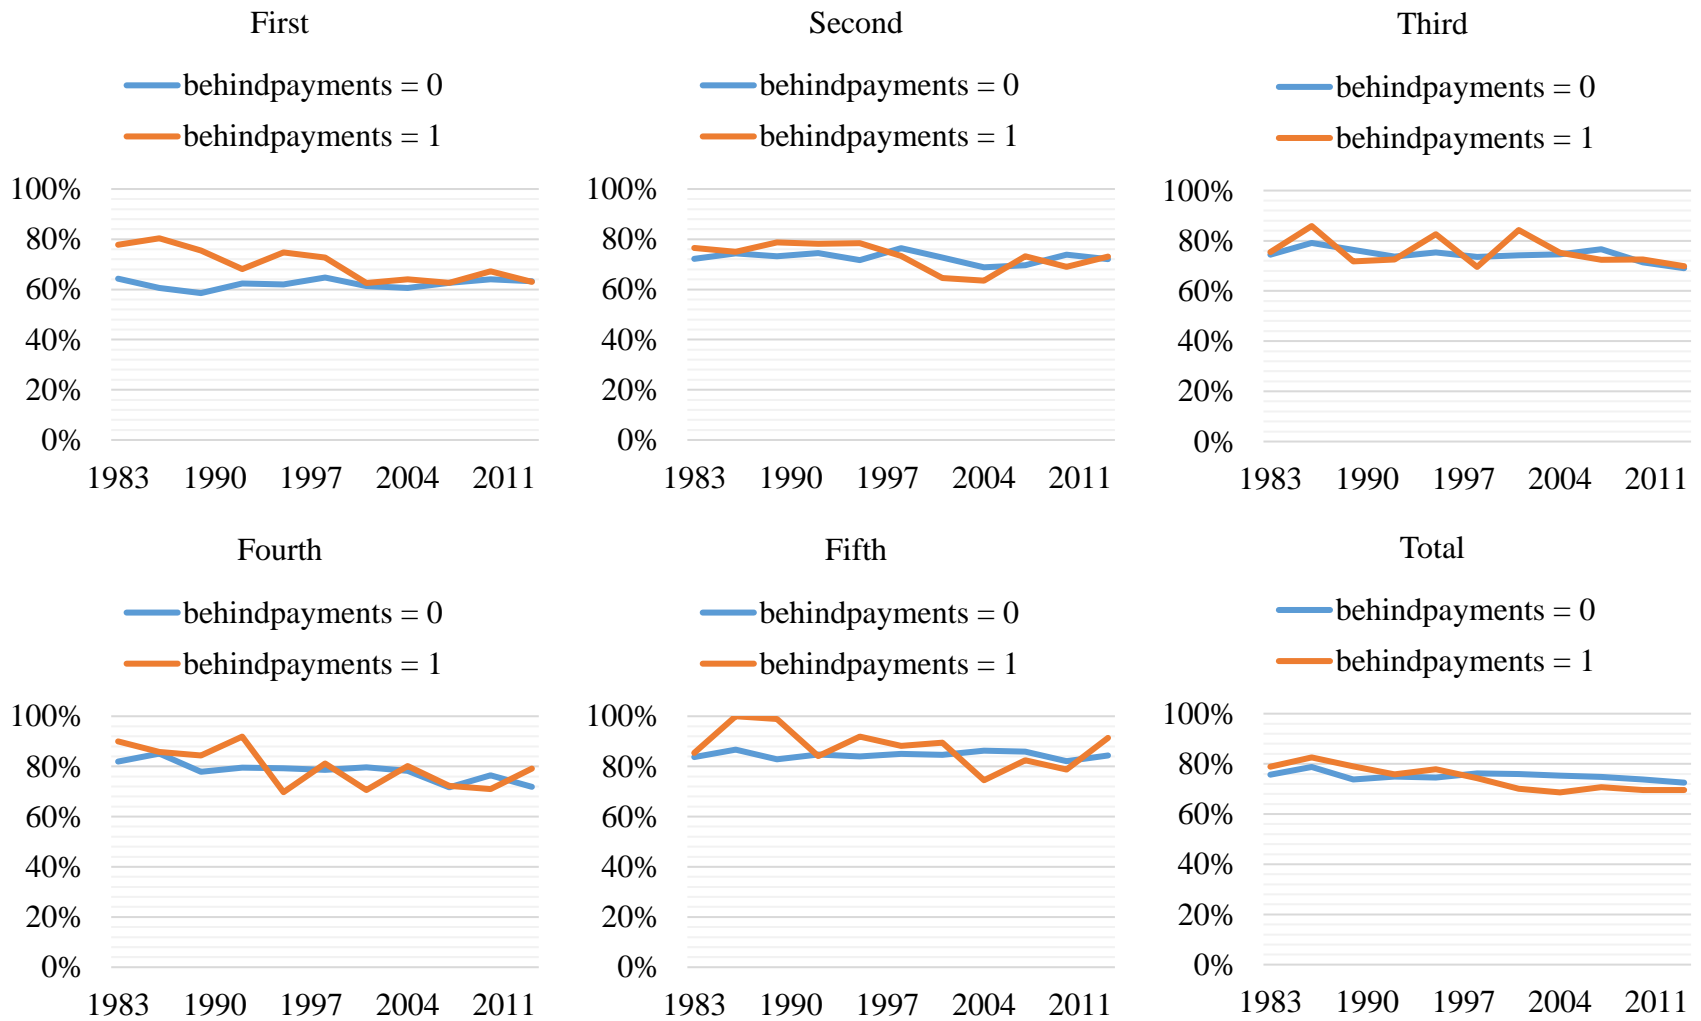 First
behindpayments = 0
behindpayments = 1
100%
80%
60%
40%
20%
0%
1983 1990 1997 2004 2011
Second
behindpayments = 0
behindpayments = 1
100%
80%
60%
40%
20%
0%
1983 1990 1997 2004 2011
Third
behindpayments = 0
behindpayments = 1
100%
80%
60%
40%
20%
0%
1983 1990 1997 2004 2011
Fourth
behindpayments = 0
behindpayments = 1
100%
80%
60%
40%
20%
0%
1983 1990 1997 2004 2011
Fifth
behindpayments = 0
behindpayments = 1
100%
80%
60%
40%
20%
0%
1983 1990 1997 2004 2011
Total
behindpayments = 0
behindpayments = 1
100%
80%
60%
40%
20%
0%
1983 1990 1997 2004 2011